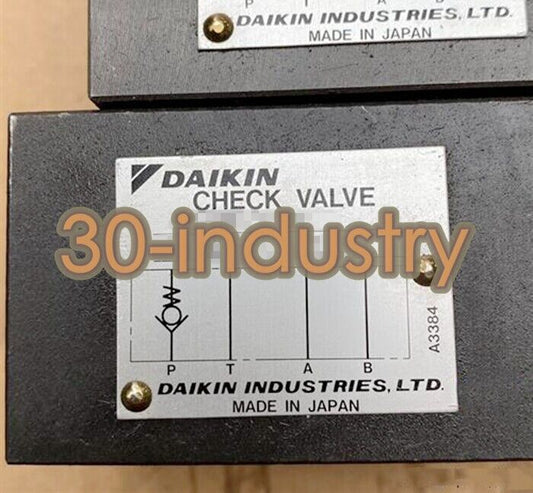 P T A B
DAIKIN INDUSTRIES, LTD.
MADE IN JAPAN
DAIKIN
CHECK VALVE
30-industry
A3384
P T A B
DAIKIN INDUSTRIES, LTD.
MADE IN JAPAN